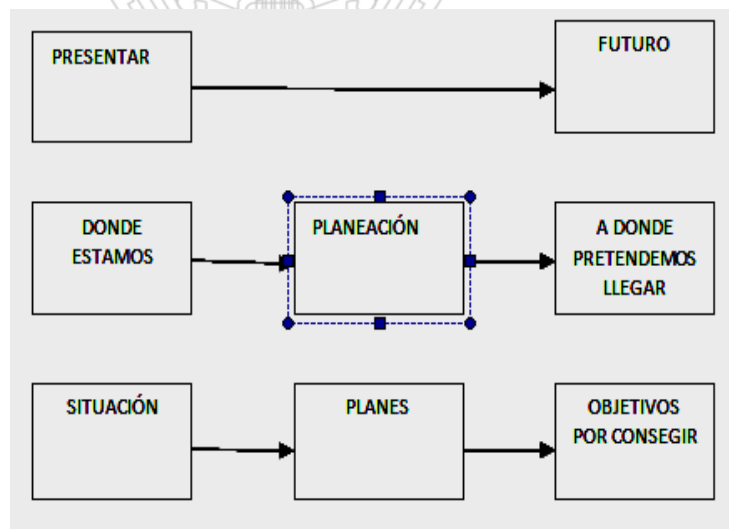 PRESENTAR
FUTURO
DONDE
ESTAMOS
PLANEACIÓN
A DONDE
PRETENDEMOS
LLEGAR
SITUACIÓN
PLANES
OBJETIVOS
POR CONSEGIR